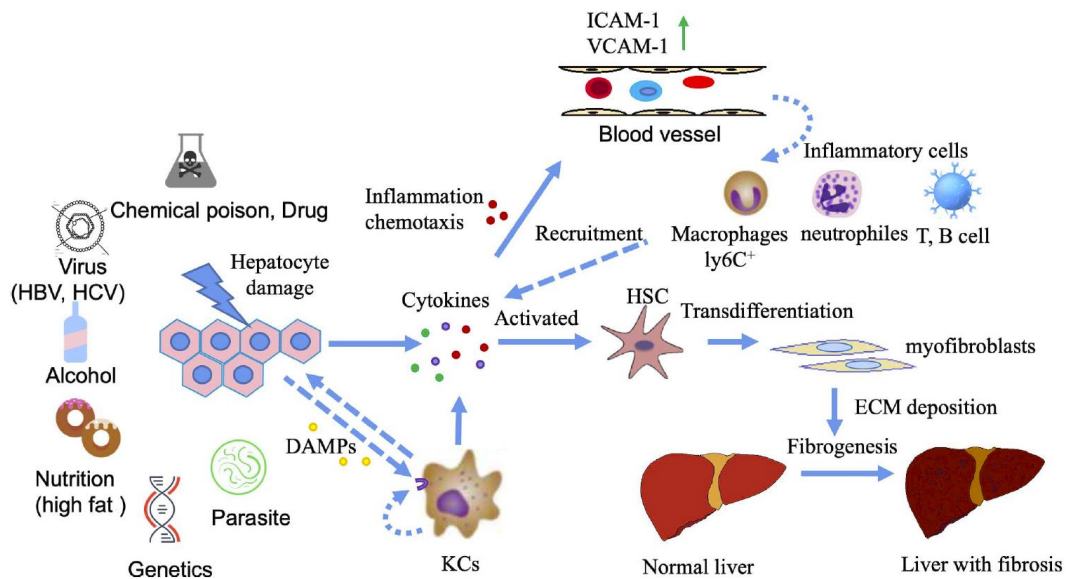 ICAM-1
VCAM-1
Blood vessel
Inflammatory cells
Chemical poison, Drug
Inflammation
chemotaxis
Recruitment
Macrophages
ly6C⁺
neutrophiles
T, B cell
Virus
(HBV, HCV)
Hepatocyte
damage
Cytokines
Activated
HSC
Transdifferentiation
myofibroblasts
Alcohol
DAMPs
ECM deposition
Fibrogenesis
Nutrition
(high fat )
Parasite
Genetics
KCs
Normal liver
Liver with fibrosis